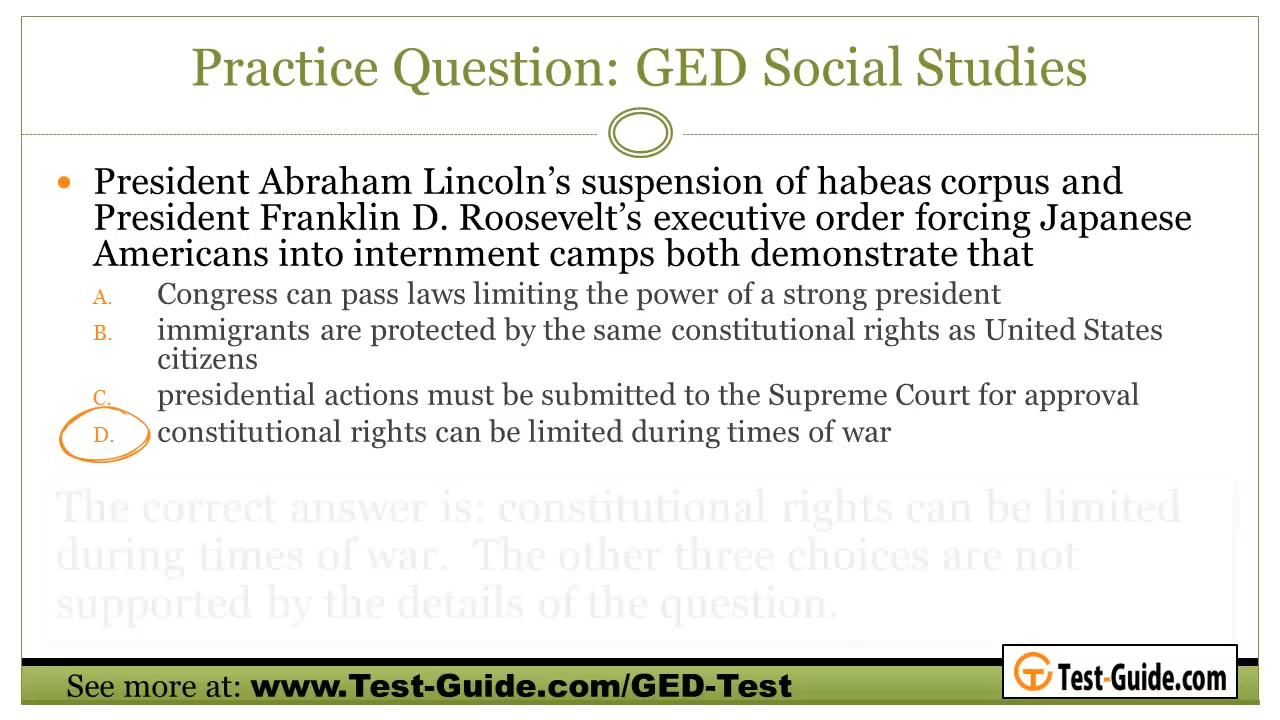 Practice Question: GED Social Studies
• President Abraham Lincoln’s suspension of habeas corpus and
President Franklin D. Roosevelt’s executive order forcing Japanese
Americans into internment camps both demonstrate that
A. Congress can pass laws limiting the power of a strong president
B. immigrants are protected by the same constitutional rights as United States
citizens
C. presidential actions must be submitted to the Supreme Court for approval
D. constitutional rights can be limited during times of war
The correct answer is: constitutional rights can be limited
during times of war. The other three choices are not
supported by the details of the question.
See more at: www.Test-Guide.com/GED-Test
Test-Guide.com